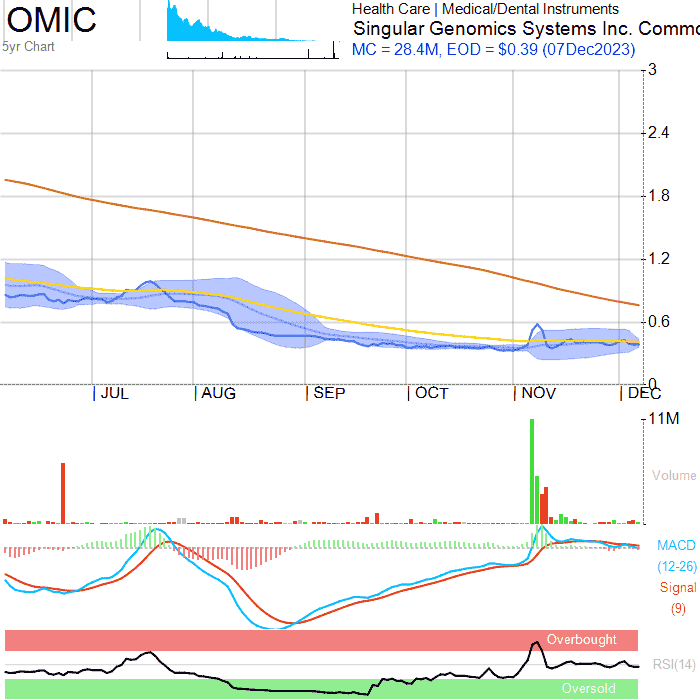 OMIC
5yr Chart
Health Care | Medical/Dental Instruments
Singular Genomics Systems Inc. Commo
MC = 28.4M, EOD = $0.39 (07Dec2023)
3
2.4
1.8
1.2
0.6
0
JUL AUG SEP OCT NOV DEC
11M
Volume
MACD
(12-26)
Signal
(9)
Overbought
RSI(14)
Oversold